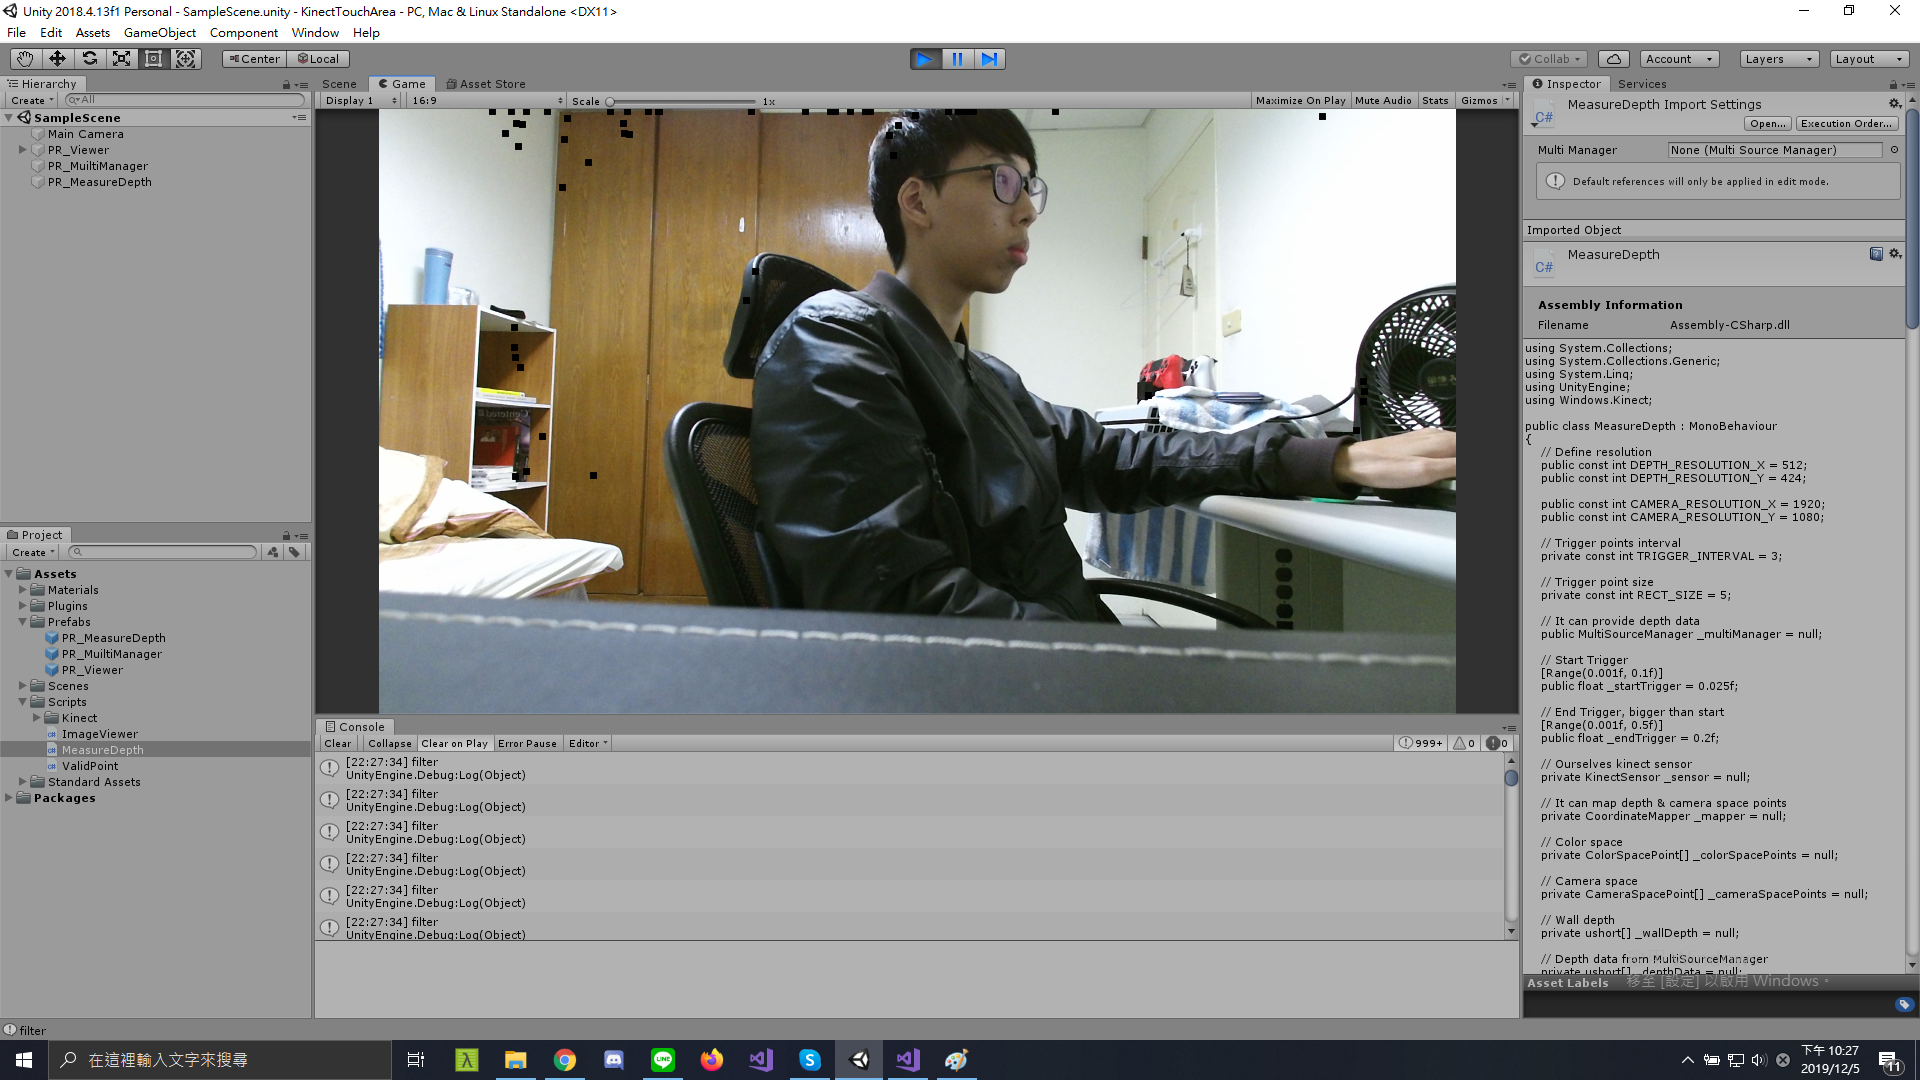 Unity 2018.4.13f1 Personal - SampleScene.unity - KinectTouchArea - PC, Mac & Linux Standalone <DX11>
File Edit Assets GameObject Component Window Help
Center Local
Collab Account Layers Layout
Hierarchy
Create All
SampleScene
Main Camera
PR_Viewer
PR_MuiltiManager
PR_MeasureDepth
Project
Create
Assets
Materials
Plugins
Prefabs
PR_MeasureDepth
PR_MuiltiManager
PR_Viewer
Scenes
Scripts
Kinect
ImageViewer
MeasureDepth
ValidPoint
Standard Assets
Packages
Scene Game Asset Store
Display 1 16:9 Scale 1x Maximize On Play Mute Audio Stats Gizmos
Console
Clear Collapse Clear on Play Error Pause Editor 999+ 0 0
[22:27:34] filter
UnityEngine.Debug:Log(Object)
[22:27:34] filter
UnityEngine.Debug:Log(Object)
[22:27:34] filter
UnityEngine.Debug:Log(Object)
[22:27:34] filter
UnityEngine.Debug:Log(Object)
[22:27:34] filter
UnityEngine.Debug:Log(Object)
[22:27:34] filter
UnityEngine.Debug:Log(Object)
Inspector Services
MeasureDepth Import Settings
C#
Open... Execution Order...
Multi Manager None (Multi Source Manager)
Default references will only be applied in edit mode.
Imported Object
MeasureDepth
C#
Assembly Information
Filename Assembly-CSharp.dll
using System.Collections;
using System.Collections.Generic;
using System.Linq;
using UnityEngine;
using Windows.Kinect;
public class MeasureDepth : MonoBehaviour
{
// Define resolution
public const int DEPTH_RESOLUTION_X = 512;
public const int DEPTH_RESOLUTION_Y = 424;
public const int CAMERA_RESOLUTION_X = 1920;
public const int CAMERA_RESOLUTION_Y = 1080;
// Trigger points interval
private const int TRIGGER_INTERVAL = 3;
// Trigger point size
private const int RECT_SIZE = 5;
// It can provide depth data
public MultiSourceManager _multiManager = null;
// Start Trigger
[Range(0.001f, 0.1f)]
public float _startTrigger = 0.025f;
// End Trigger, bigger than start
[Range(0.001f, 0.5f)]
public float _endTrigger = 0.2f;
// Ourselves kinect sensor
private KinectSensor _sensor = null;
// It can map depth & camera space points
private CoordinateMapper _mapper = null;
// Color space
private ColorSpacePoint[] _colorSpacePoints = null;
// Camera space
private CameraSpacePoint[] _cameraSpacePoints = null;
// Wall depth
private ushort[] _wallDepth = null;
// Depth data from MultiSourceManager
private ushort[] _depthData = null;
Asset Labels
移至 [設定] 以啟用 Windows。
filter
在這裡輸入文字來搜尋
下午 10:27
2019/12/5
11